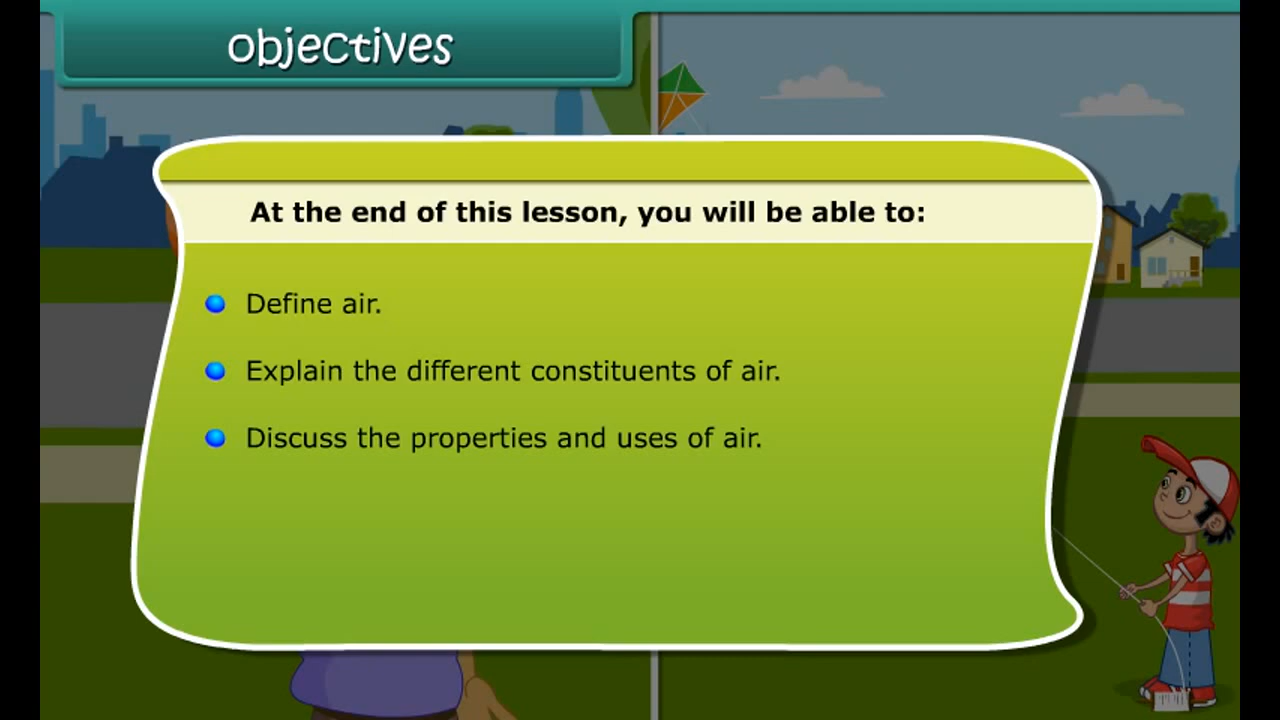 objectives
At the end of this lesson, you will be able to:
Define air.
Explain the different constituents of air.
Discuss the properties and uses of air.